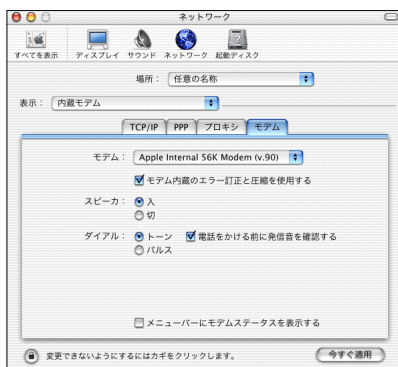 ネットワーク
すべてを表示 ディスプレイ サウンド ネットワーク 起動ディスク
場所： 任意の名称
表示： 内蔵モデム
TCP/IP PPP プロキシ モデム
モデム： Apple Internal 56K Modem (v.90)
モデム内蔵のエラー訂正と圧縮を使用する
スピーカ： 入
切
ダイアル： トーン 電話をかける前に発信音を確認する
パルス
メニューバーにモデムステータスを表示する
変更できないようにするにはカギをクリックします。 今すぐ適用